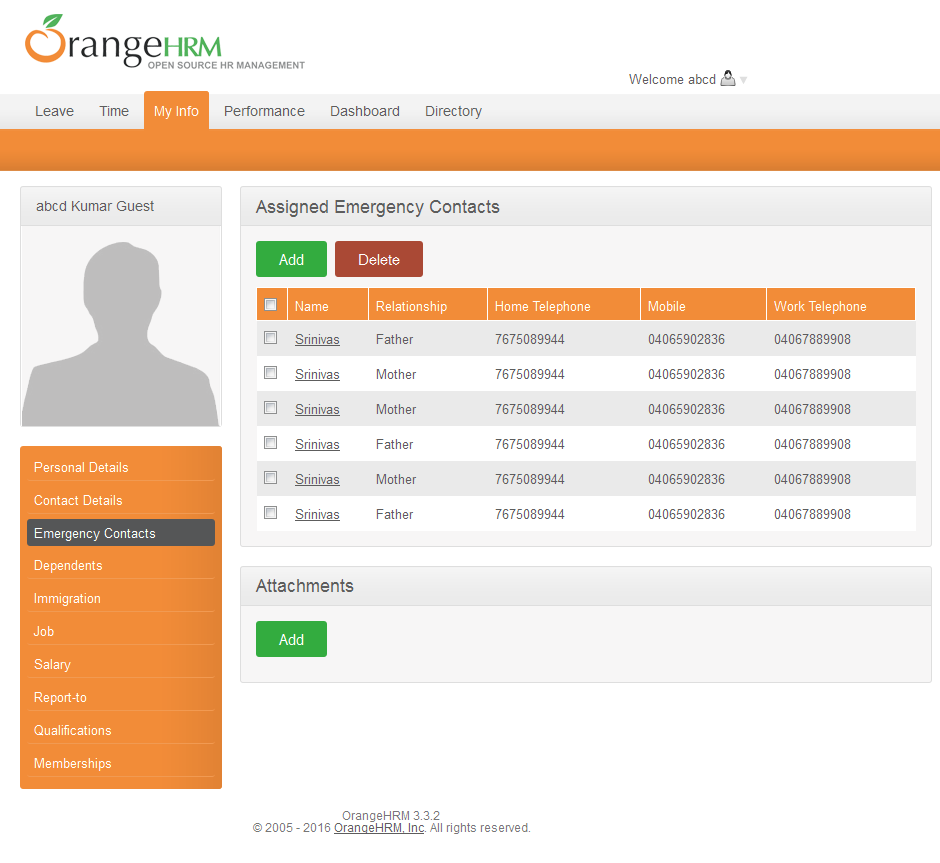 OrangeHRM
OPEN SOURCE HR MANAGEMENT
Welcome abcd
Leave Time My Info Performance Dashboard Directory
abcd Kumar Guest
Personal Details
Contact Details
Emergency Contacts
Dependents
Immigration
Job
Salary
Report-to
Qualifications
Memberships
Assigned Emergency Contacts
Add Delete
Name Relationship Home Telephone Mobile Work Telephone
Srinivas Father 7675089944 04065902836 04067889908
Srinivas Mother 7675089944 04065902836 04067889908
Srinivas Mother 7675089944 04065902836 04067889908
Srinivas Father 7675089944 04065902836 04067889908
Srinivas Mother 7675089944 04065902836 04067889908
Srinivas Father 7675089944 04065902836 04067889908
Attachments
Add
OrangeHRM 3.3.2
© 2005 - 2016 OrangeHRM, Inc. All rights reserved.